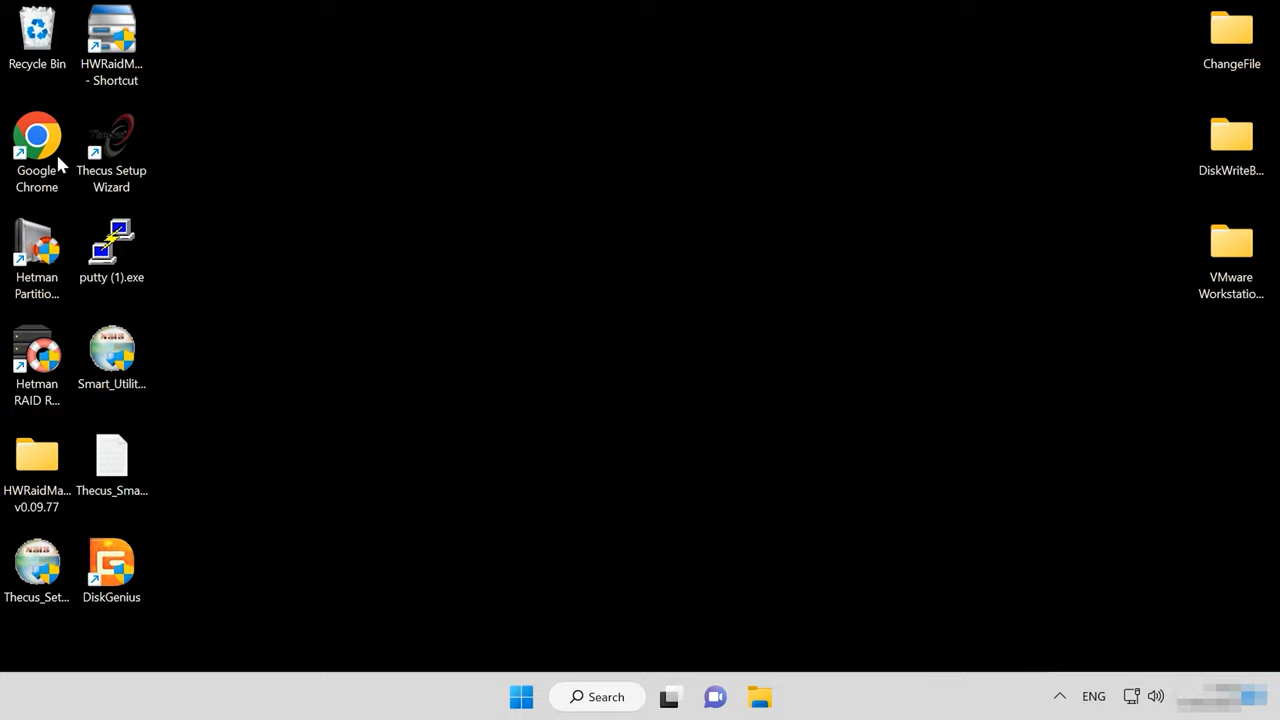 Recycle Bin
HWRaidM...
- Shortcut
ChangeFile
Google
Chrome
Thecus Setup
Wizard
DiskWriteB...
Hetman
Partitio...
putty (1).exe
VMware
Workstatio...
Hetman
RAID R...
Smart_Utilit...
HWRaidMa...
v0.09.77
Thecus_Sma...
Thecus_Set...
DiskGenius
Search
ENG